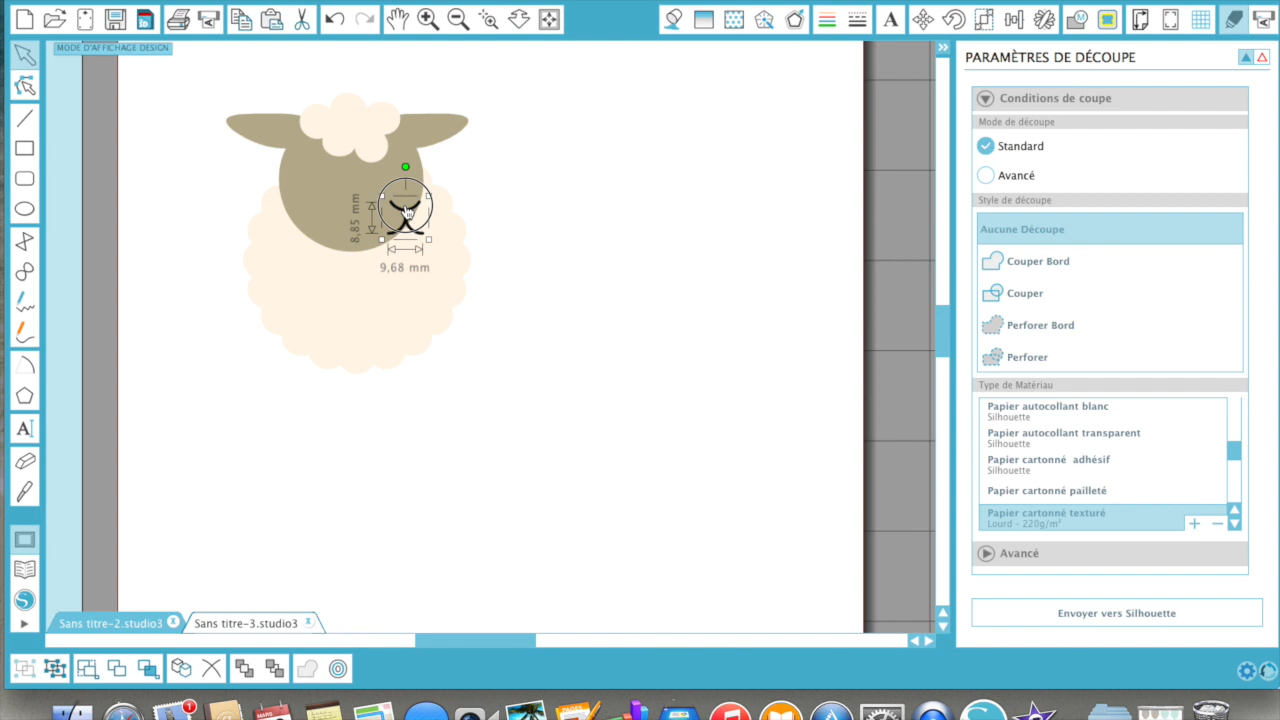 MODE D'AFFICHAGE DESIGN
8,85 mm
9,68 mm
PARAMÈTRES DE DÉCOUPE
Conditions de coupe
Mode de découpe
Standard
Avancé
Style de découpe
Aucune Découpe
Couper Bord
Couper
Perforer Bord
Perforer
Type de Matériau
Papier autocollant blanc
Silhouette
Papier autocollant transparent
Silhouette
Papier cartonné adhésif
Silhouette
Papier cartonné pailleté
Papier cartonné texturé
Lourd - 220g/m²
Avancé
Envoyer vers Silhouette
Sans titre-2.studio3
Sans titre-3.studio3
MARS
1
PAGES